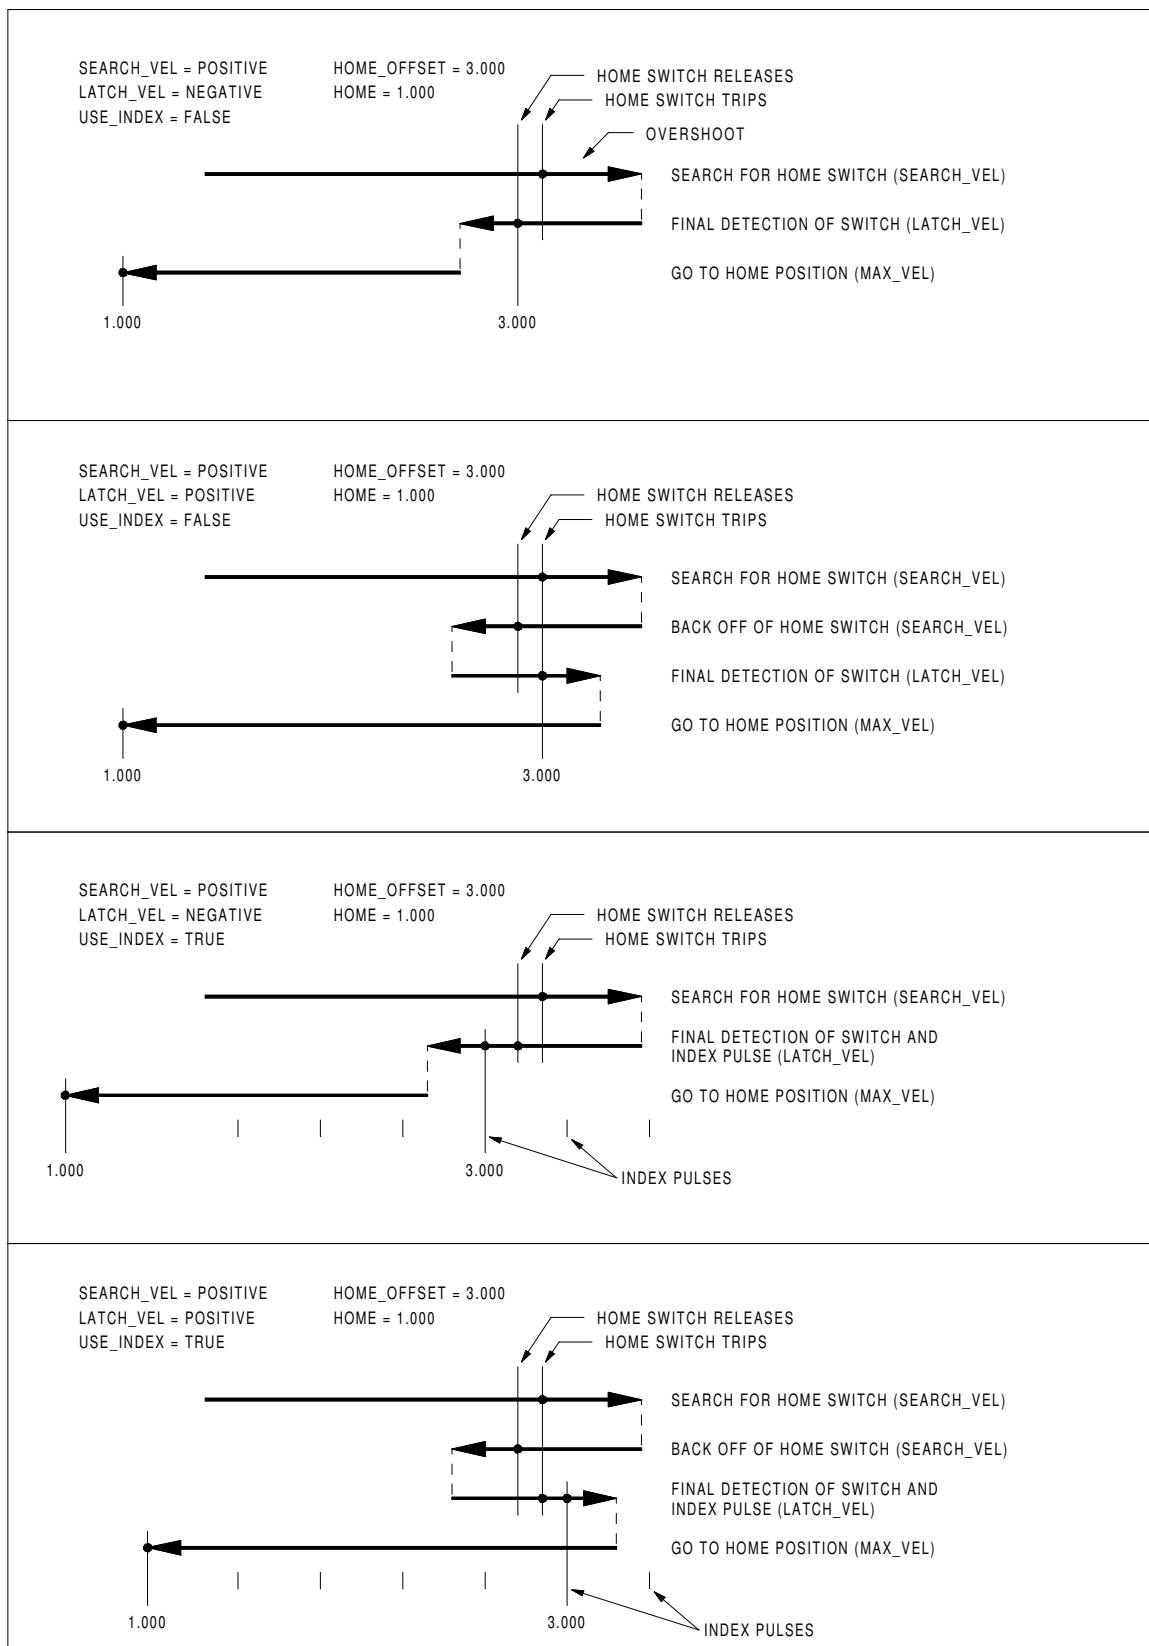 SEARCH_VEL = POSITIVE HOME_OFFSET = 3.000
HOME SWITCH RELEASES
LATCH_VEL = NEGATIVE HOME = 1.000
HOME SWITCH TRIPS
USE_INDEX = FALSE
OVERSHOOT
SEARCH FOR HOME SWITCH (SEARCH_VEL)
FINAL DETECTION OF SWITCH (LATCH_VEL)
GO TO HOME POSITION (MAX_VEL)
1.000 3.000
SEARCH_VEL = POSITIVE HOME_OFFSET = 3.000
LATCH_VEL = POSITIVE HOME = 1.000 HOME SWITCH RELEASES
USE_INDEX = FALSE HOME SWITCH TRIPS
SEARCH FOR HOME SWITCH (SEARCH_VEL)
BACK OFF OF HOME SWITCH (SEARCH_VEL)
FINAL DETECTION OF SWITCH (LATCH_VEL)
GO TO HOME POSITION (MAX_VEL)
1.000 3.000
SEARCH_VEL = POSITIVE HOME_OFFSET = 3.000
LATCH_VEL = NEGATIVE HOME = 1.000 HOME SWITCH RELEASES
USE_INDEX = TRUE HOME SWITCH TRIPS
SEARCH FOR HOME SWITCH (SEARCH_VEL)
FINAL DETECTION OF SWITCH AND
INDEX PULSE (LATCH_VEL)
GO TO HOME POSITION (MAX_VEL)
1.000 3.000
INDEX PULSES
SEARCH_VEL = POSITIVE HOME_OFFSET = 3.000
LATCH_VEL = POSITIVE HOME = 1.000 HOME SWITCH RELEASES
USE_INDEX = TRUE HOME SWITCH TRIPS
SEARCH FOR HOME SWITCH (SEARCH_VEL)
BACK OFF OF HOME SWITCH (SEARCH_VEL)
FINAL DETECTION OF SWITCH AND
INDEX PULSE (LATCH_VEL)
GO TO HOME POSITION (MAX_VEL)
1.000 3.000
INDEX PULSES